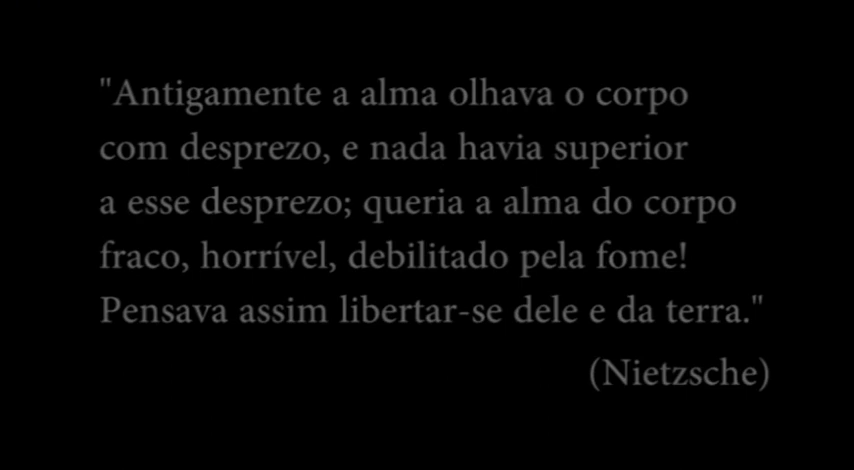 "Antigamente a alma olhava o corpo
com desprezo, e nada havia superior
a esse desprezo; queria a alma do corpo
fraco, horrível, debilitado pela fome!
Pensava assim libertar-se dele e da terra."
(Nietzsche)